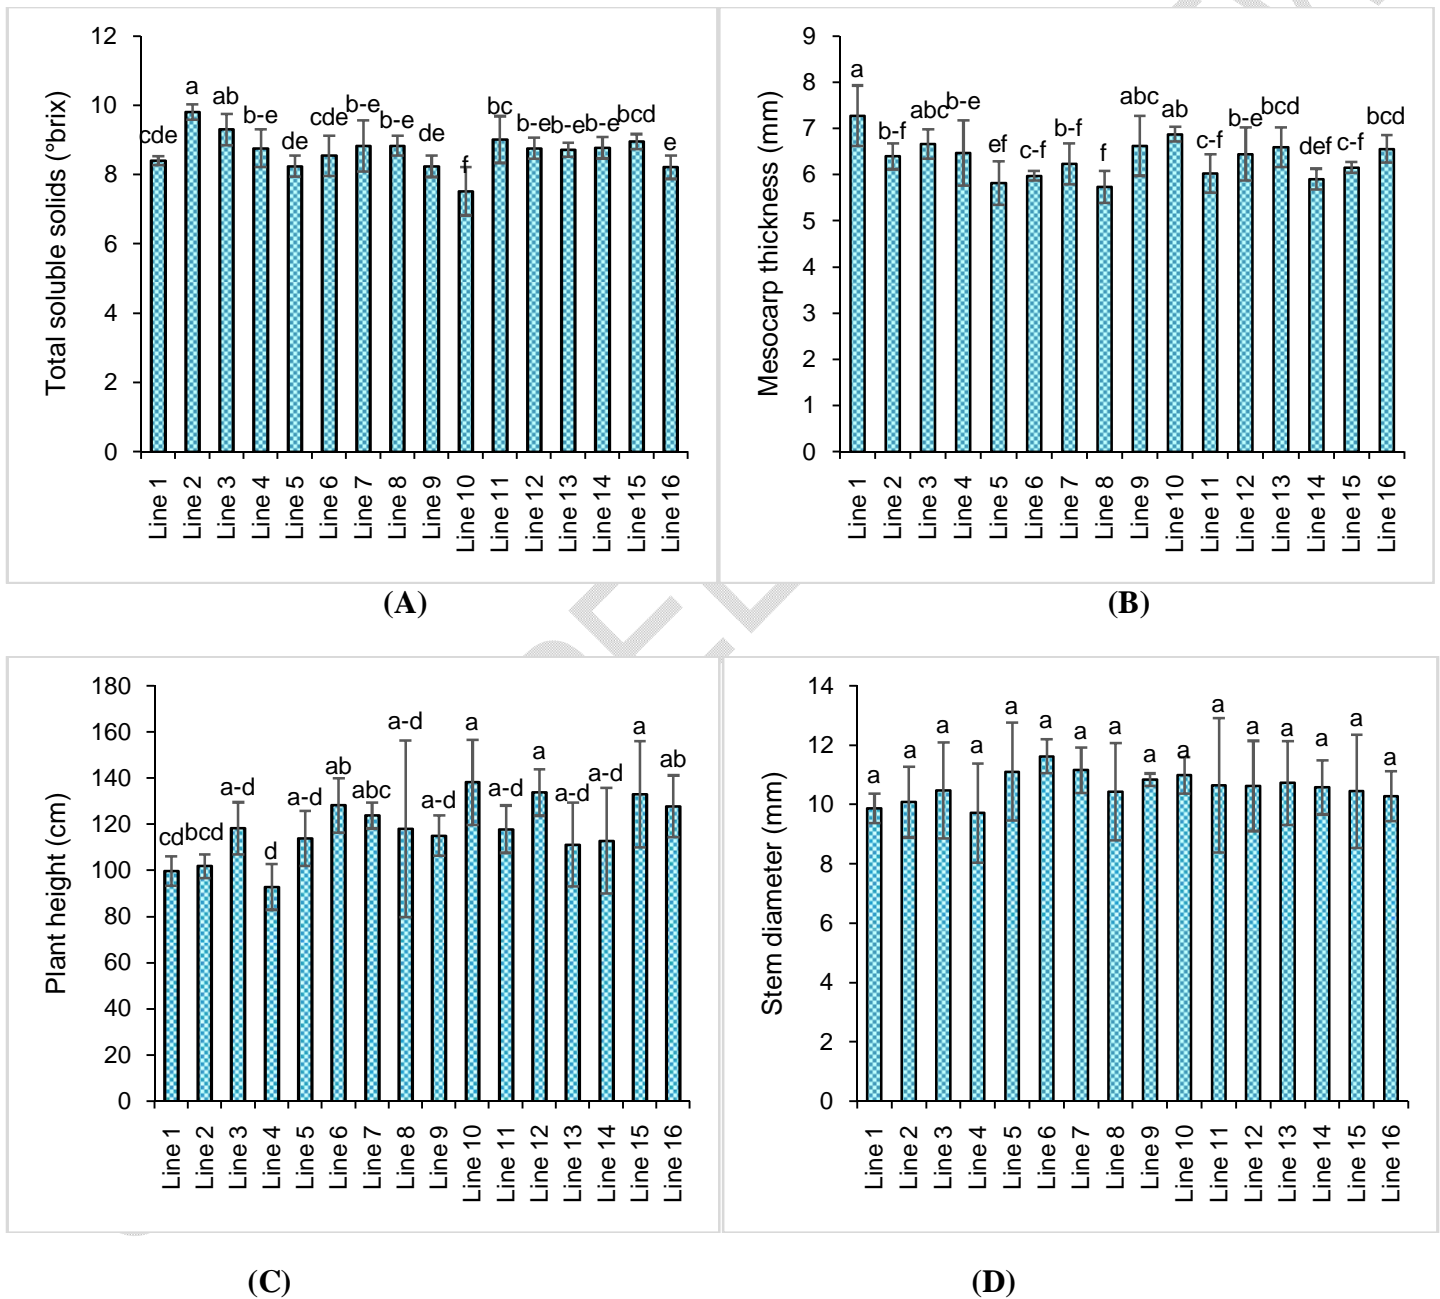 Total soluble solids (°brix)
12
10
8
6
4
2
0
cde a ab b-e de cde b-e b-e de f bc b-e b-e b-e bcd e
Line 1 Line 2 Line 3 Line 4 Line 5 Line 6 Line 7 Line 8 Line 9 Line 10 Line 11 Line 12 Line 13 Line 14 Line 15 Line 16
(A)
Mesocarp thickness (mm)
9
8
7
6
5
4
3
2
1
0
a b-f abc b-e ef c-f b-f f abc ab c-f b-e bcd def c-f bcd
Line 1 Line 2 Line 3 Line 4 Line 5 Line 6 Line 7 Line 8 Line 9 Line 10 Line 11 Line 12 Line 13 Line 14 Line 15 Line 16
(B)
Plant height (cm)
180
160
140
120
100
80
60
40
20
0
cd bcd a-d d a-d ab abc a-d a-d a a-d a a-d a-d a ab
Line 1 Line 2 Line 3 Line 4 Line 5 Line 6 Line 7 Line 8 Line 9 Line 10 Line 11 Line 12 Line 13 Line 14 Line 15 Line 16
(C)
Stem diameter (mm)
14
12
10
8
6
4
2
0
a a a a a a a a a a a a a a a a
Line 1 Line 2 Line 3 Line 4 Line 5 Line 6 Line 7 Line 8 Line 9 Line 10 Line 11 Line 12 Line 13 Line 14 Line 15 Line 16
(D)